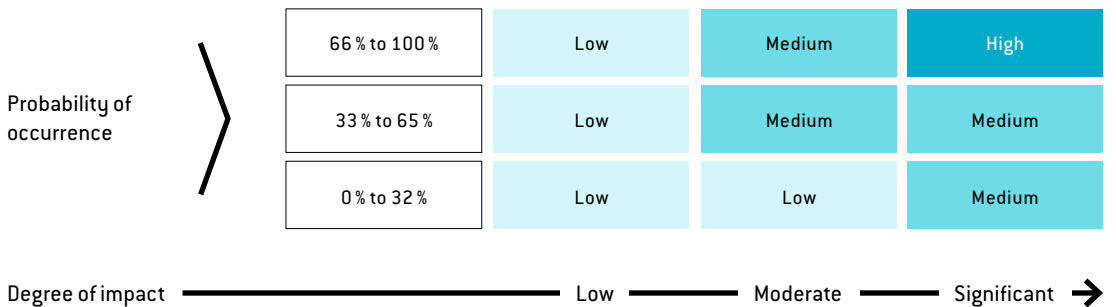 66 % to 100 %
Low
Medium
High
Probability of
occurrence
33 % to 65 %
Low
Medium
Medium
0 % to 32 %
Low
Low
Medium
Degree of impact
Low
Moderate
Significant